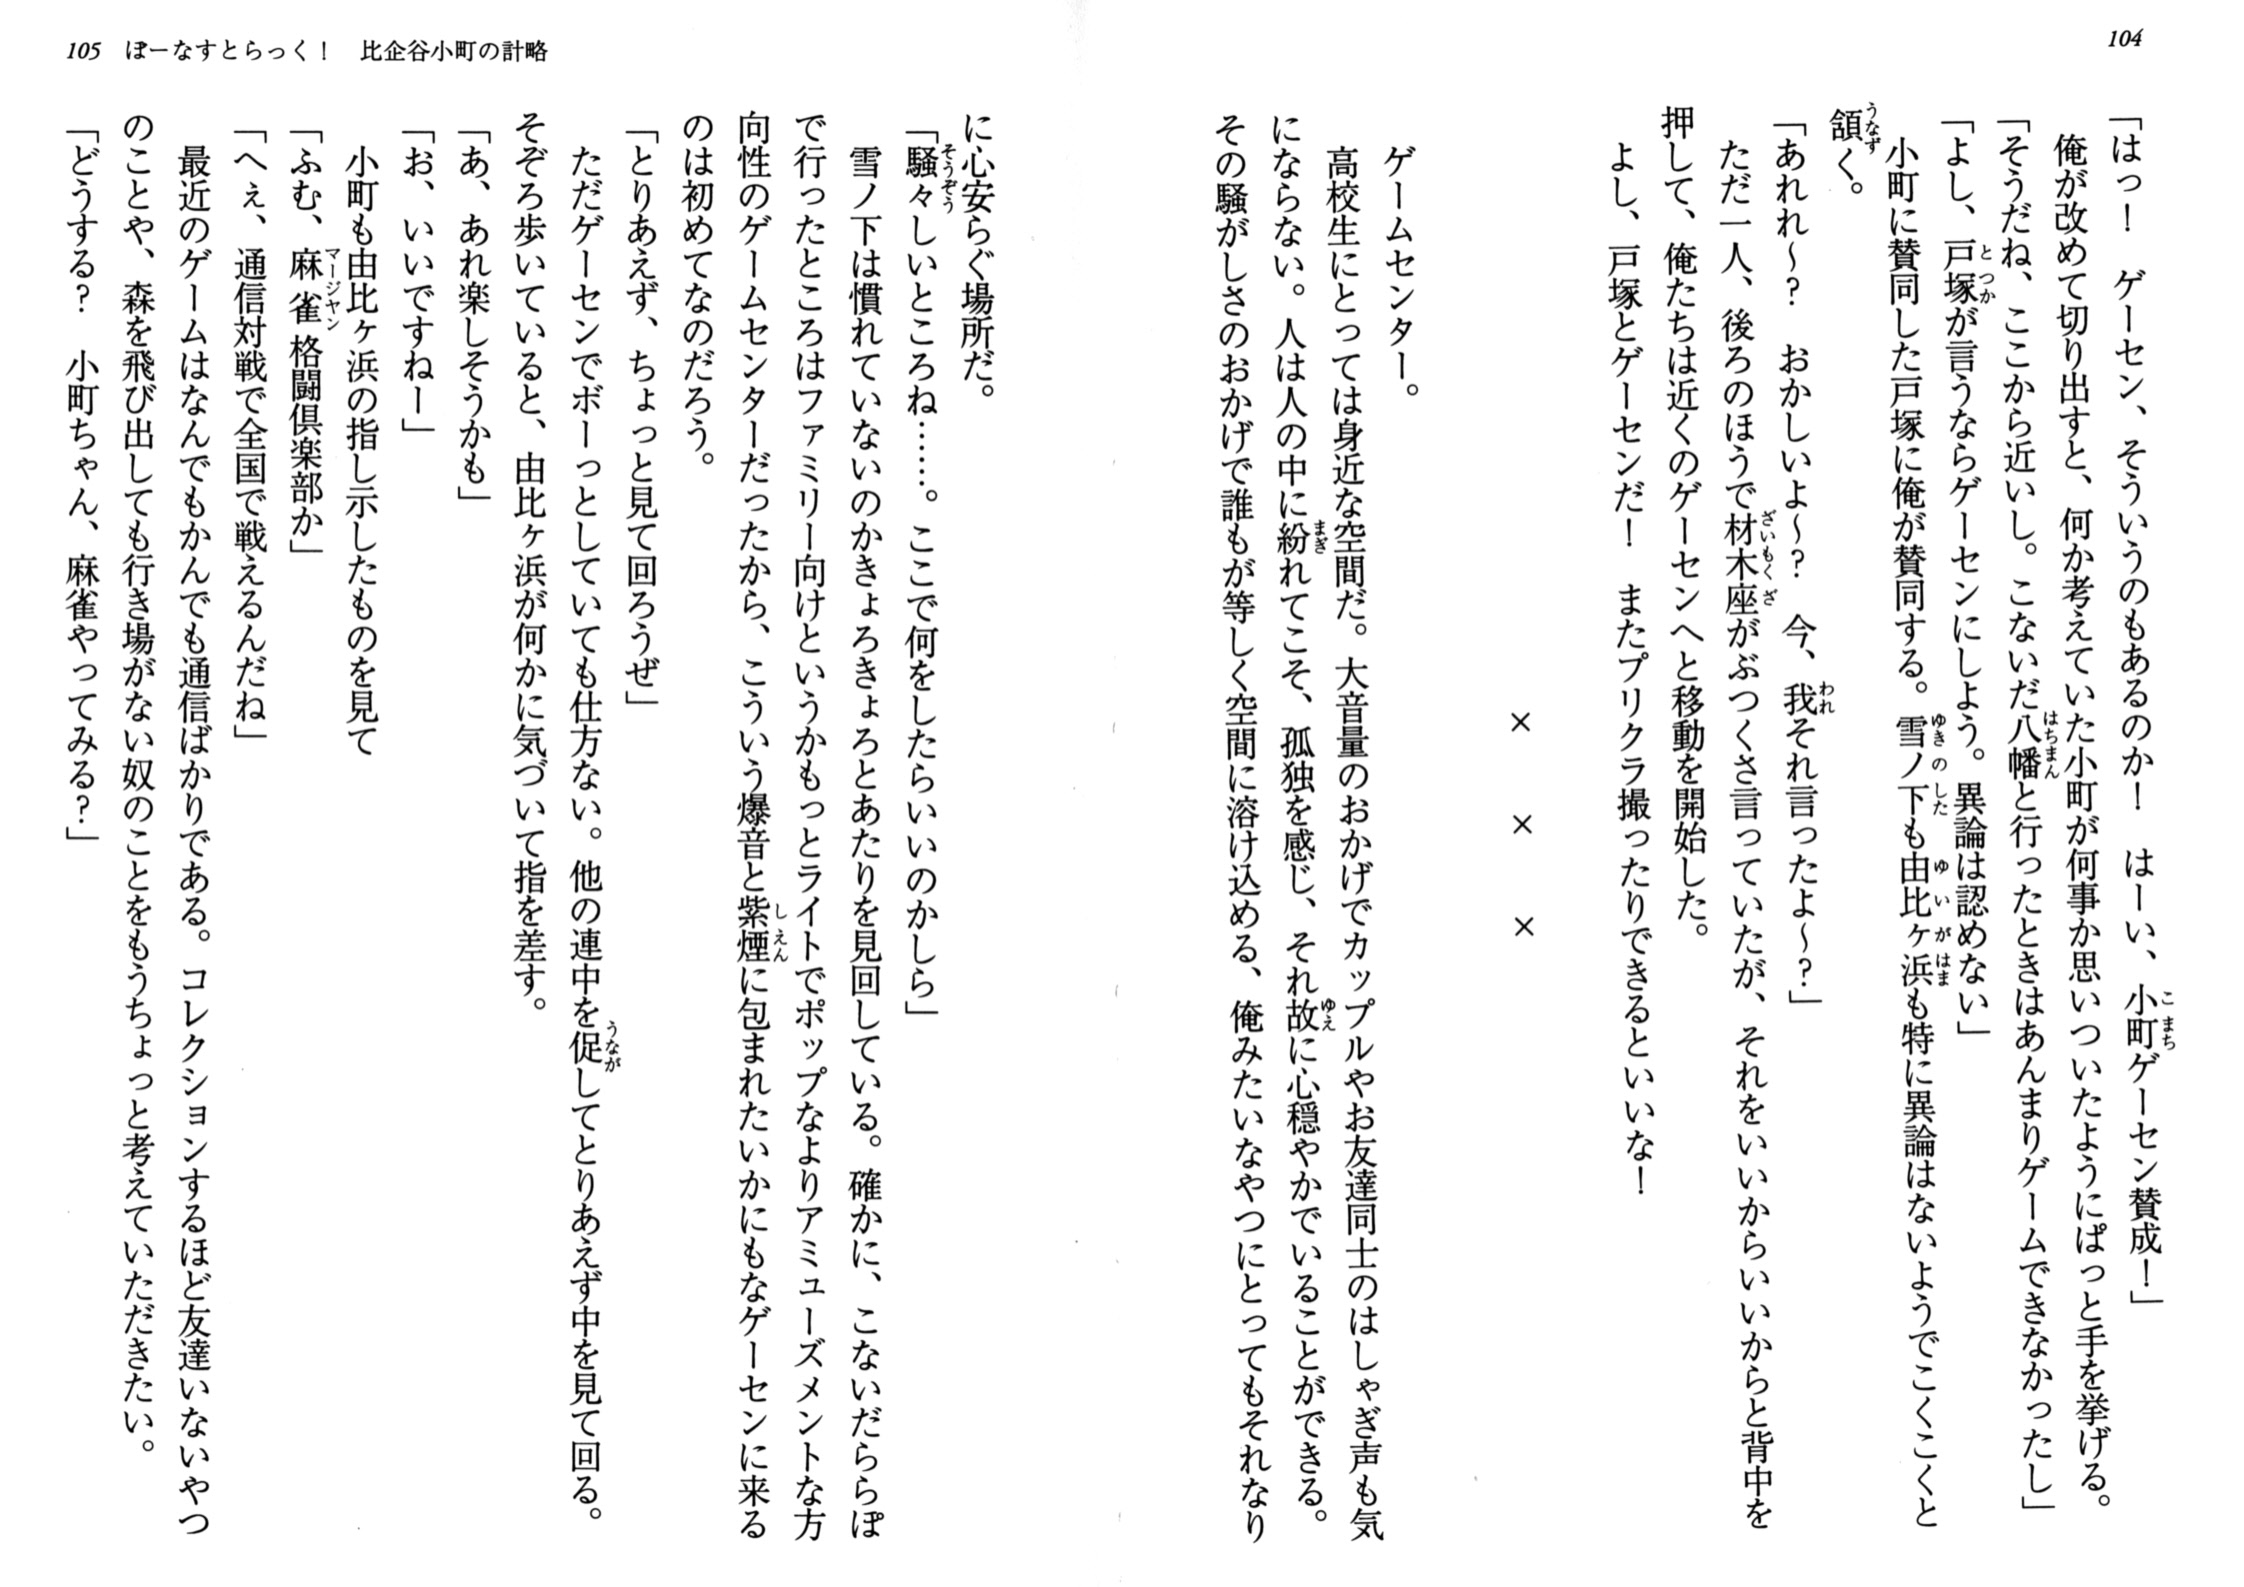 104
「はっ！　ゲーセン、そういうのもあるのか！　はーい、小町ゲーセン賛成！」
俺が改めて切り出すと、何か考えていた小町が何事か思いついたようにぱっと手を挙げる。
「そうだね、ここから近いし。こないだ八幡と行ったときはあんまりゲームできなかったし」
「よし、戸塚が言うならゲーセンにしよう。異論は認めない」
小町に賛同した戸塚に俺が賛同する。雪ノ下も由比ヶ浜も特に異論はないようでこくこくと
頷く。
「あれれ〜？　おかしいよ〜？　今、我それ言ったよ〜？」
ただ一人、後ろのほうで材木座がぶつくさ言っていたが、それをいいからいいからと背中を
押して、俺たちは近くのゲーセンへと移動を開始した。
よし、戸塚とゲーセンだ！　またプリクラ撮ったりできるといいな！
×　×　×
ゲームセンター。
高校生にとっては身近な空間だ。大音量のおかげでカップルやお友達同士のはしゃぎ声も気
にならない。人は人の中に紛れてこそ、孤独を感じ、それ故に心穏やかでいることができる。
その騒がしさのおかげで誰もが等しく空間に溶け込める、俺みたいなやつにとってもそれなり
105　ぼーなすとらっく！　比企谷小町の計略
に心安らぐ場所だ。
「騒々しいところね……。ここで何をしたらいいのかしら」
雪ノ下は慣れていないのかきょろきょろとあたりを見回している。確かに、こないだららぽ
で行ったところはファミリー向けというかもっとライトでポップなよりアミューズメントな方
向性のゲームセンターだったから、こういう爆音と紫煙に包まれたいかにもなゲーセンに来る
のは初めてなのだろう。
「とりあえず、ちょっと見て回ろうぜ」
ただゲーセンでボーっとしていても仕方ない。他の連中を促してとりあえず中を見て回る。
そぞろ歩いていると、由比ヶ浜が何かに気づいて指を差す。
「あ、あれ楽しそうかも」
「お、いいですねー」
小町も由比ヶ浜の指し示したものを見て
「ふむ、麻雀格闘倶楽部か」
「へぇ、通信対戦で全国で戦えるんだね」
最近のゲームはなんでもかんでも通信ばかりである。コレクションするほど友達いないやつ
のことや、森を飛び出しても行き場がない奴のことをもうちょっと考えていただきたい。
「どうする？　小町ちゃん、麻雀やってみる？」